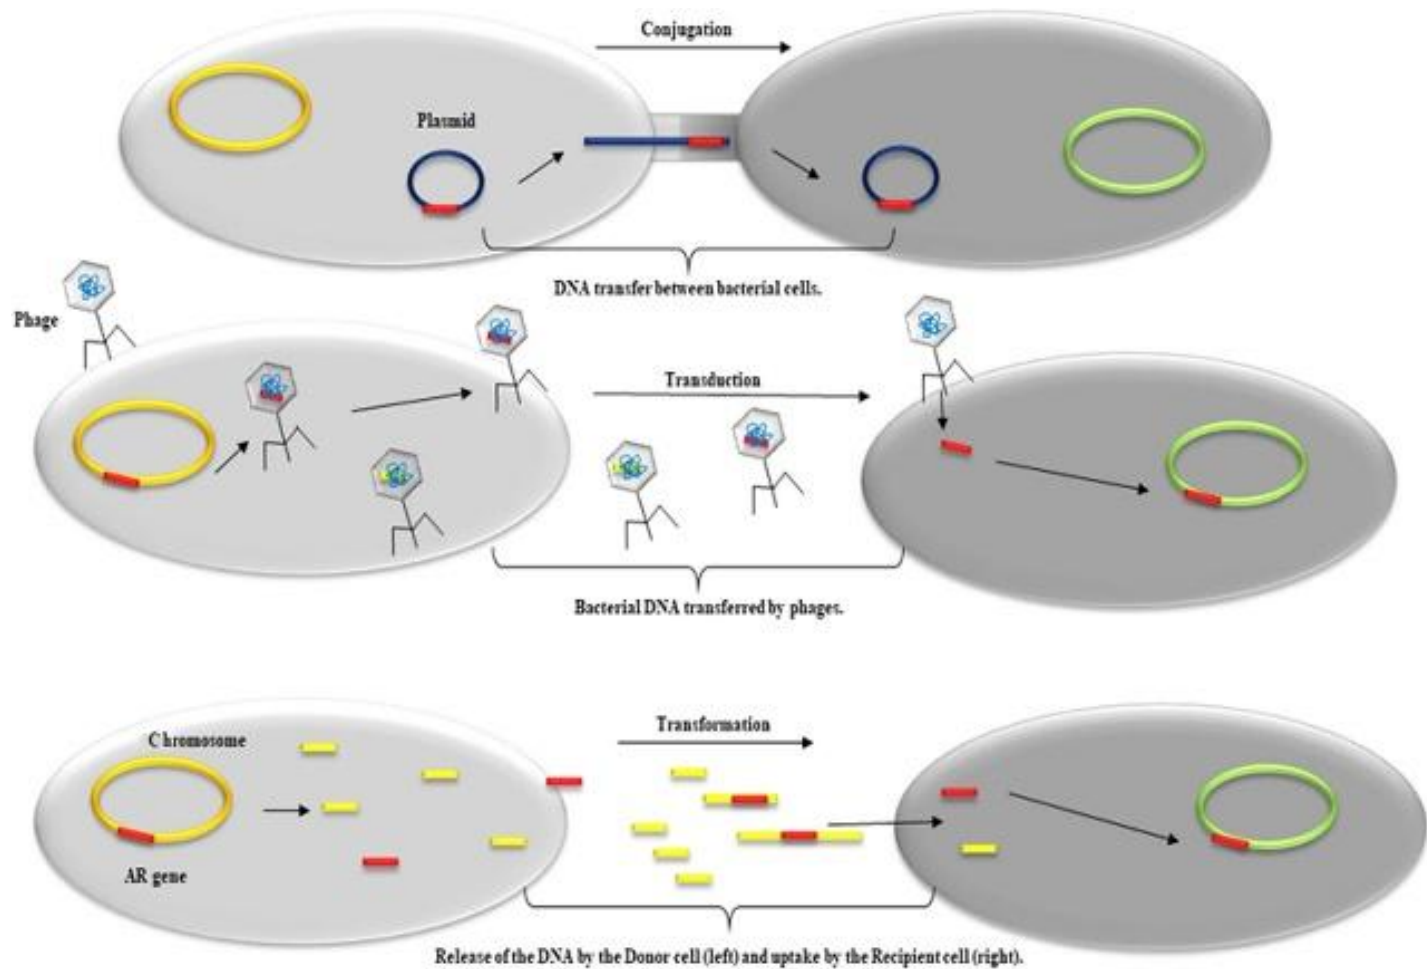 Conjugation
Plasmid
DNA transfer between bacterial cells.
Phage
Transduction
Bacterial DNA transferred by phages.
Transformation
Chromosome
AR gene
Release of the DNA by the Donor cell (left) and uptake by the Recipient cell (right).